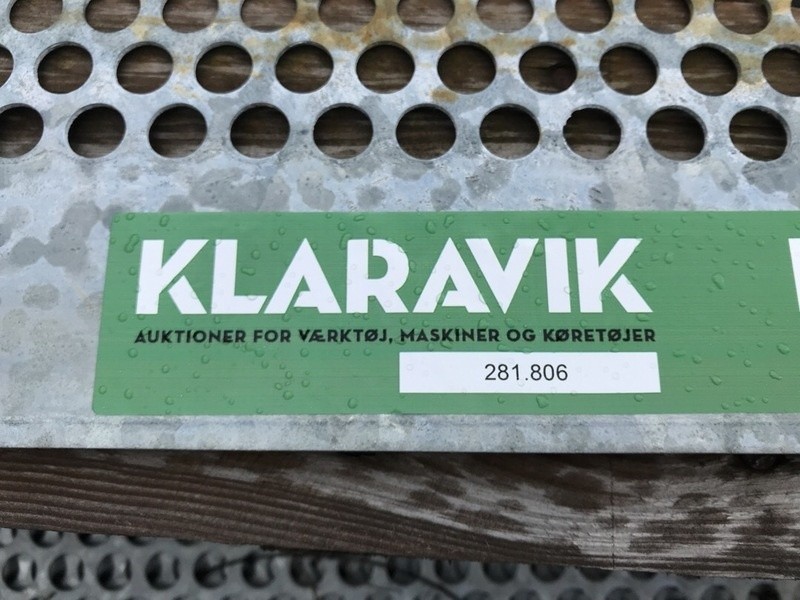 KLARAVIK
AUKTIONER FOR VÆRKTØJ, MASKINER OG KØRETØJER
281.806